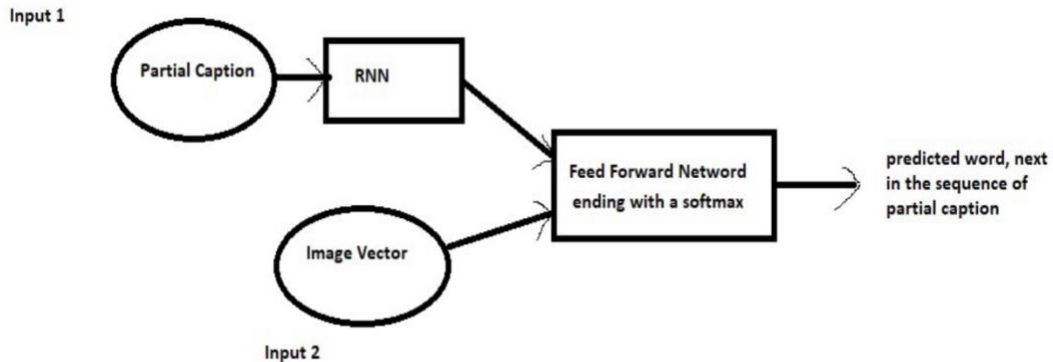 Input 1
Partial Caption
RNN
Feed Forward Netword
ending with a softmax
predicted word, next
in the sequence of
partial caption
Image Vector
Input 2